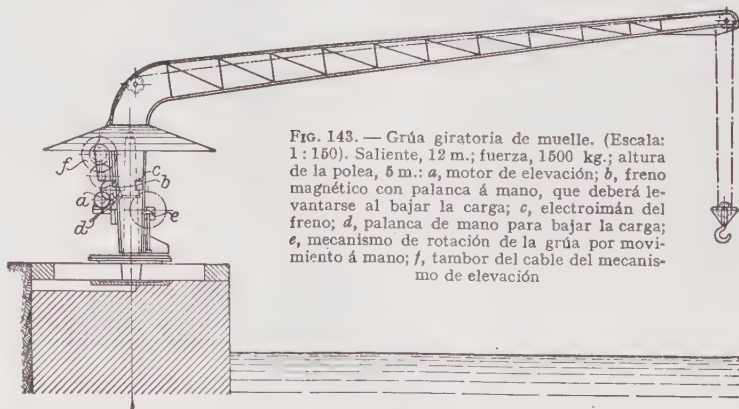 f
c
b
a
d
e
FIG. 143. — Grúa giratoria de muelle. (Escala:
1 : 150). Saliente, 12 m.; fuerza, 1500 kg.; altura
de la polea, 5 m.: a, motor de elevación; b, freno
magnético con palanca á mano, que deberá le-
vantarse al bajar la carga; c, electroimán del
freno; d, palanca de mano para bajar la carga;
e, mecanismo de rotación de la grúa por movi-
miento á mano; f, tambor del cable del mecanis-
mo de elevación